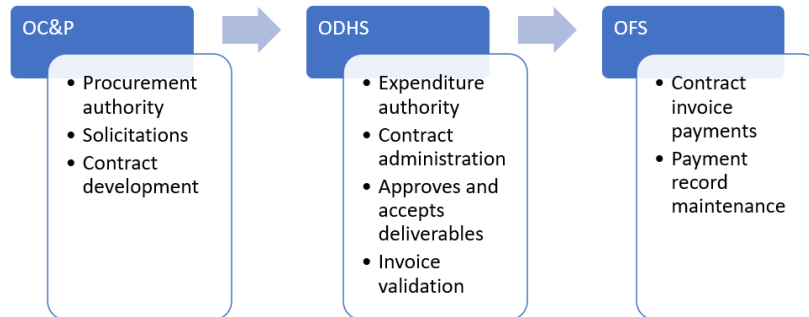 OC&P
• Procurement
authority
• Solicitations
• Contract
development
ODHS
• Expenditure
authority
• Contract
administration
• Approves and
accepts
deliverables
• Invoice
validation
OFS
• Contract
invoice
payments
• Payment
record
maintenance